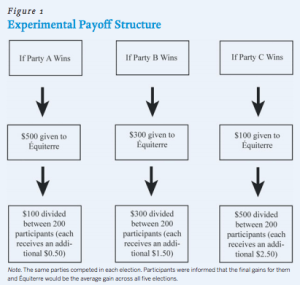 Figure 1
Experimental Payoff Structure
If Party A Wins
If Party B Wins
If Party C Wins
$500 given to
Équiterre
$300 given to
Équiterre
$100 given to
Équiterre
$100 divided
between 200
participants (each
receives an addi-
tional $0.50)
$300 divided
between 200
participants (each
receives an addi-
tional $1.50)
$500 divided
between 200
participants (each
receives an addi-
tional $2.50)
Note. The same parties competed in each election. Participants were informed that the final gains for them
and Équiterre would be the average gain across all five elections.